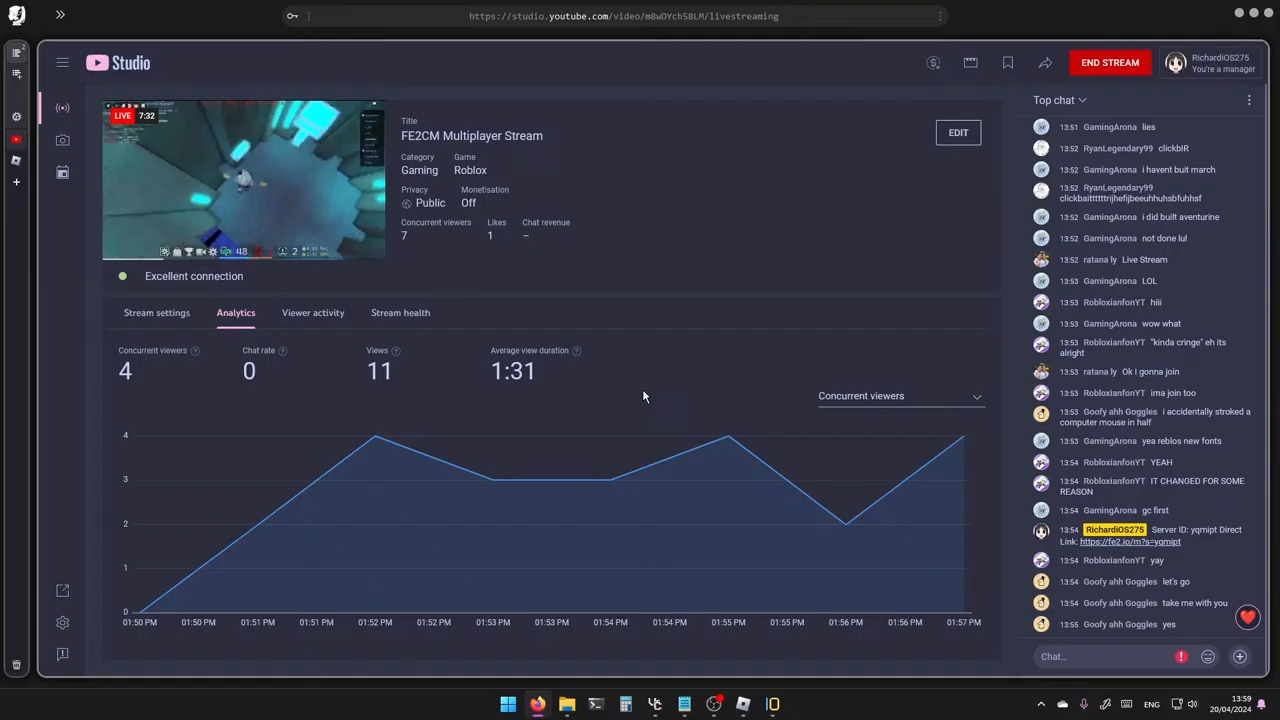 https://studio.youtube.com/video/m8wDYch58LM/livestreaming
2
Studio
END STREAM
RichardiOS275
You're a manager
LIVE 7:32
48
2
Title
FE2CM Multiplayer Stream
EDIT
Category Game
Gaming Roblox
Privacy Monetisation
Public Off
Concurrent viewers Likes Chat revenue
7 1 –
Excellent connection
Stream settings Analytics Viewer activity Stream health
Concurrent viewers Chat rate Views Average view duration
4 0 11 1:31
Concurrent viewers
4
3
2
1
0
01:50 PM 01:50 PM 01:51 PM 01:51 PM 01:52 PM 01:52 PM 01:53 PM 01:53 PM 01:54 PM 01:54 PM 01:55 PM 01:55 PM 01:56 PM 01:56 PM 01:57 PM
Top chat
13:51 GamingArona lies
13:52 RyanLegendary99 clickbIR
13:52 GamingArona i havent buit march
13:52 RyanLegendary99
clickbaittttttrijhefijbeeuhhuhsbfuhhsf
13:52 GamingArona i did built aventurine
13:52 GamingArona not done lul
13:52 ratana ly Live Stream
13:53 GamingArona LOL
13:53 RobloxianfonYT hiii
13:53 GamingArona wow what
13:53 RobloxianfonYT "kinda cringe" eh its
alright
13:53 ratana ly Ok I gonna join
13:53 RobloxianfonYT ima join too
13:53 Goofy ahh Goggles i accidentally stroked a
computer mouse in half
13:53 GamingArona yea reblos new fonts
13:54 RobloxianfonYT YEAH
13:54 RobloxianfonYT IT CHANGED FOR SOME
REASON
13:54 GamingArona gc first
13:54 RichardiOS275 Server ID: yqmipt Direct
Link: https://fe2.io/m?s=yqmipt
13:54 RobloxianfonYT yay
13:54 Goofy ahh Goggles let's go
13:54 Goofy ahh Goggles take me with you
13:55 Goofy ahh Goggles yes
Chat...
ENG
13:59
20/04/2024